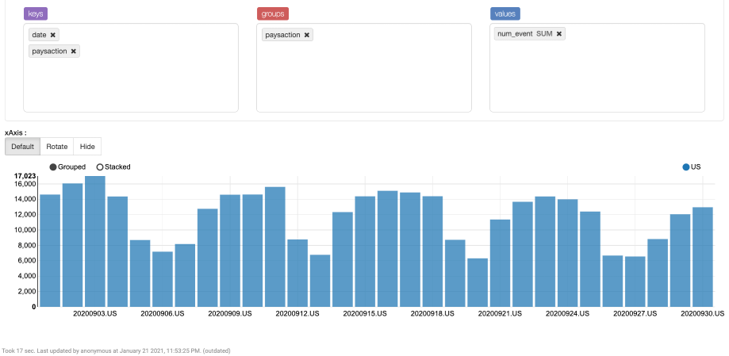 keys groups values
date ✖ paysaction ✖ num_event SUM ✖
paysaction ✖
xAxis :
Default Rotate Hide
Grouped Stacked US
17,023
16,000
14,000
12,000
10,000
8,000
6,000
4,000
2,000
0
20200903.US 20200906.US 20200909.US 20200912.US 20200915.US 20200918.US 20200921.US 20200924.US 20200927.US 20200930.US
Took 17 sec. Last updated by anonymous at January 21 2021, 11:53:25 PM. (outdated)